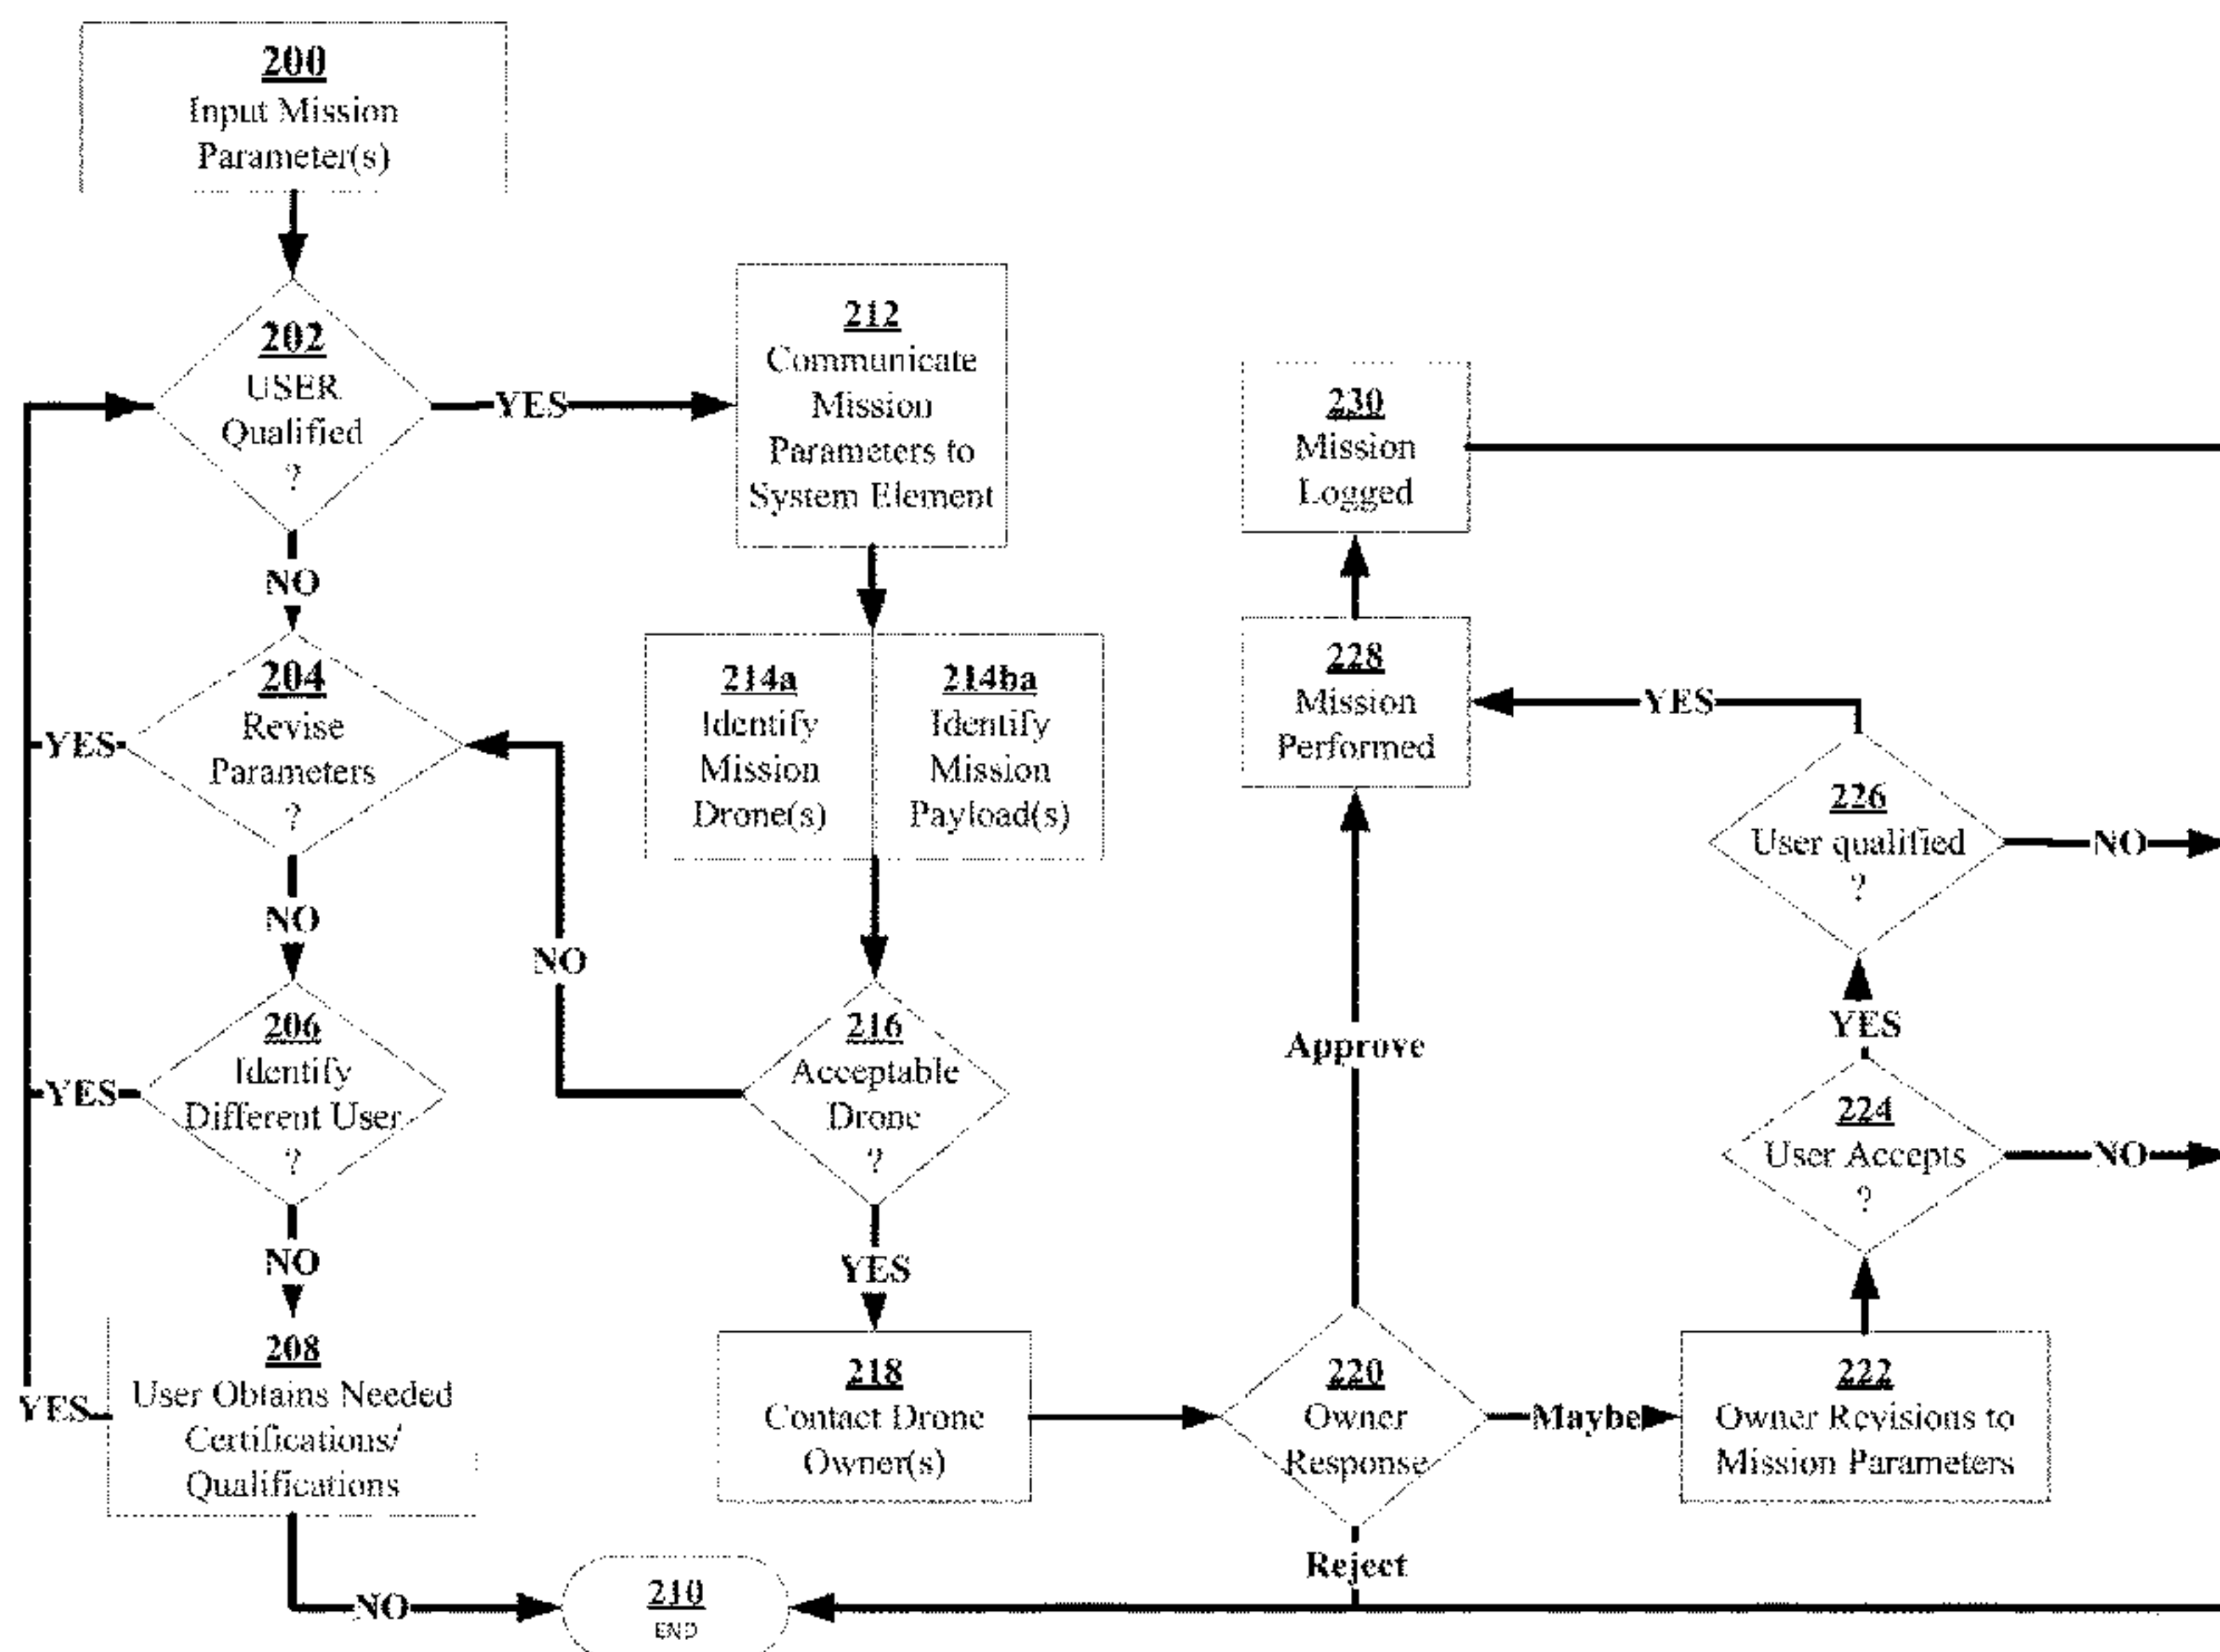 200
Input Mission
Parameter(s)
202
USER
Qualified
?
YES
NO
204
Revise
Parameters
?
YES
NO
206
Identify
Different User
?
YES
NO
208
User Obtains Needed
Certifications/
Qualifications
YES
NO
210
END
212
Communicate
Mission
Parameters to
System Element
214a
Identify
Mission
Drone(s)
214ba
Identify
Mission
Payload(s)
216
Acceptable
Drone
?
NO
YES
218
Contact Drone
Owner(s)
220
Owner
Response
Approve
Maybe
Reject
222
Owner Revisions to
Mission Parameters
224
User Accepts
?
YES
NO
226
User qualified
?
YES
NO
228
Mission
Performed
230
Mission
Logged